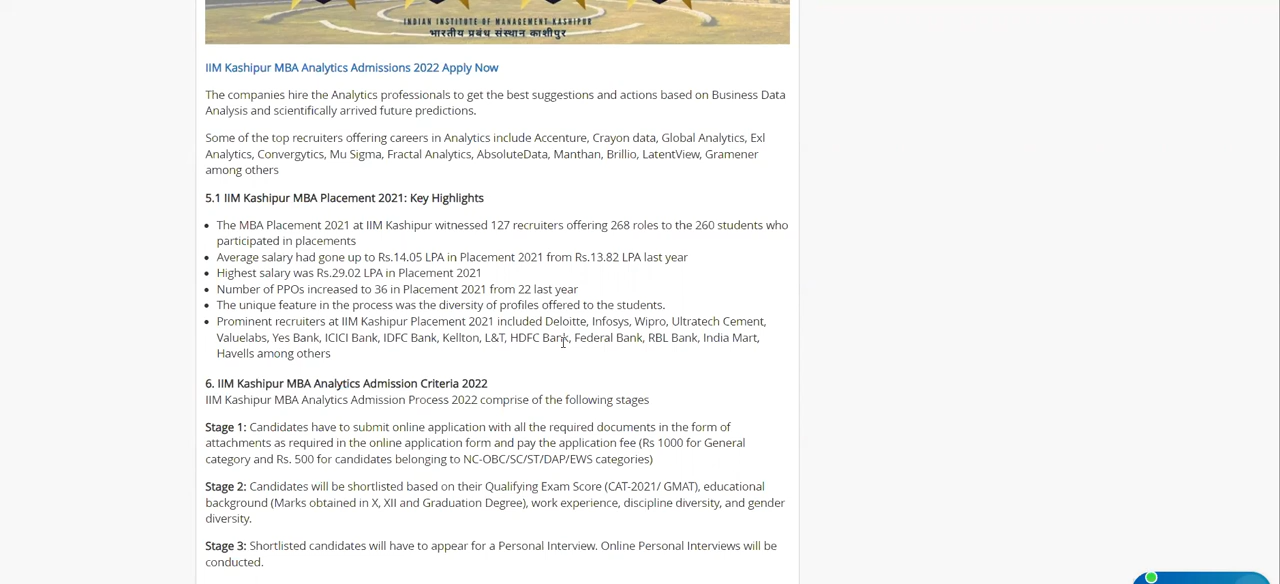 INDIAN INSTITUTE OF MANAGEMENT KASHIPUR
भारतीय प्रबंध संस्थान काशीपुर
IIM Kashipur MBA Analytics Admissions 2022 Apply Now
The companies hire the Analytics professionals to get the best suggestions and actions based on Business Data
Analysis and scientifically arrived future predictions.
Some of the top recruiters offering careers in Analytics include Accenture, Crayon data, Global Analytics, Exl
Analytics, Convergytics, Mu Sigma, Fractal Analytics, AbsoluteData, Manthan, Brillio, LatentView, Gramener
among others
5.1 IIM Kashipur MBA Placement 2021: Key Highlights
The MBA Placement 2021 at IIM Kashipur witnessed 127 recruiters offering 268 roles to the 260 students who
participated in placements
Average salary had gone up to Rs.14.05 LPA in Placement 2021 from Rs.13.82 LPA last year
Highest salary was Rs.29.02 LPA in Placement 2021
Number of PPOs increased to 36 in Placement 2021 from 22 last year
The unique feature in the process was the diversity of profiles offered to the students.
Prominent recruiters at IIM Kashipur Placement 2021 included Deloitte, Infosys, Wipro, Ultratech Cement,
Valuelabs, Yes Bank, ICICI Bank, IDFC Bank, Kellton, L&T, HDFC Bank, Federal Bank, RBL Bank, India Mart,
Havells among others
6. IIM Kashipur MBA Analytics Admission Criteria 2022
IIM Kashipur MBA Analytics Admission Process 2022 comprise of the following stages
Stage 1: Candidates have to submit online application with all the required documents in the form of
attachments as required in the online application form and pay the application fee (Rs 1000 for General
category and Rs. 500 for candidates belonging to NC-OBC/SC/ST/DAP/EWS categories)
Stage 2: Candidates will be shortlisted based on their Qualifying Exam Score (CAT-2021/ GMAT), educational
background (Marks obtained in X, XII and Graduation Degree), work experience, discipline diversity, and gender
diversity.
Stage 3: Shortlisted candidates will have to appear for a Personal Interview. Online Personal Interviews will be
conducted.